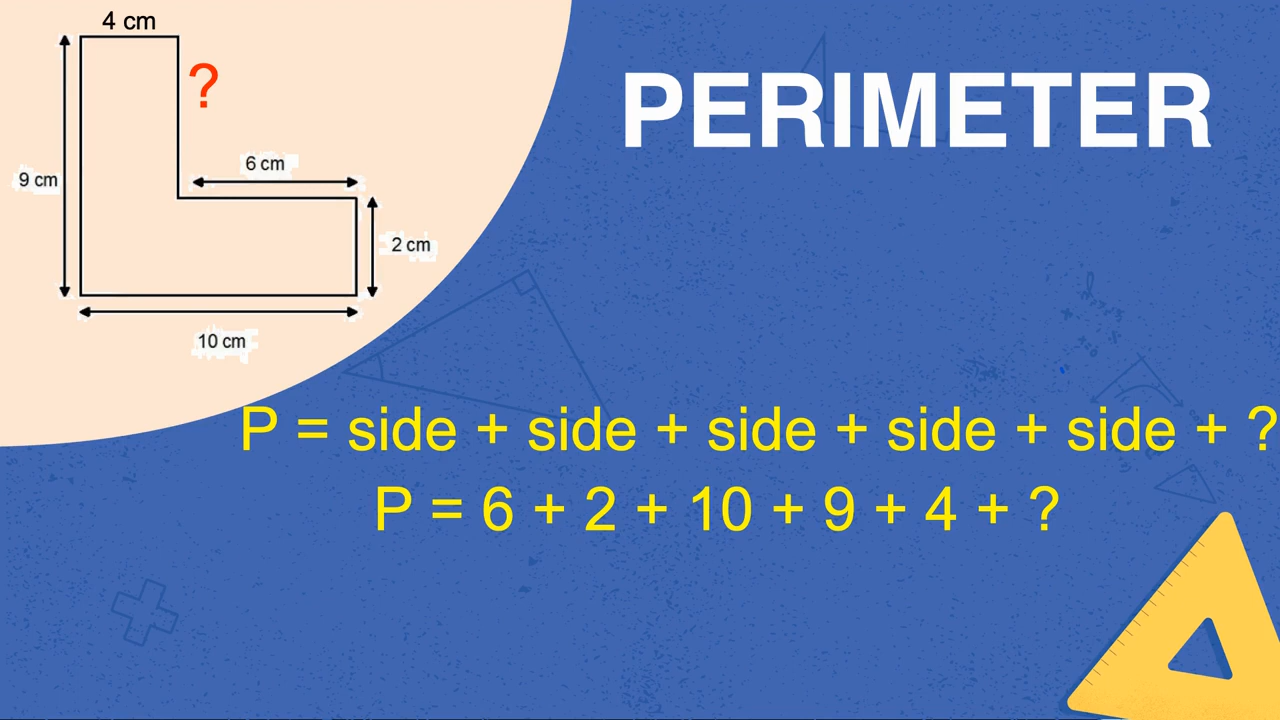 4 cm
?
PERIMETER
6 cm
9 cm
2 cm
10 cm
P = side + side + side + side + side + ?
P = 6 + 2 + 10 + 9 + 4 + ?